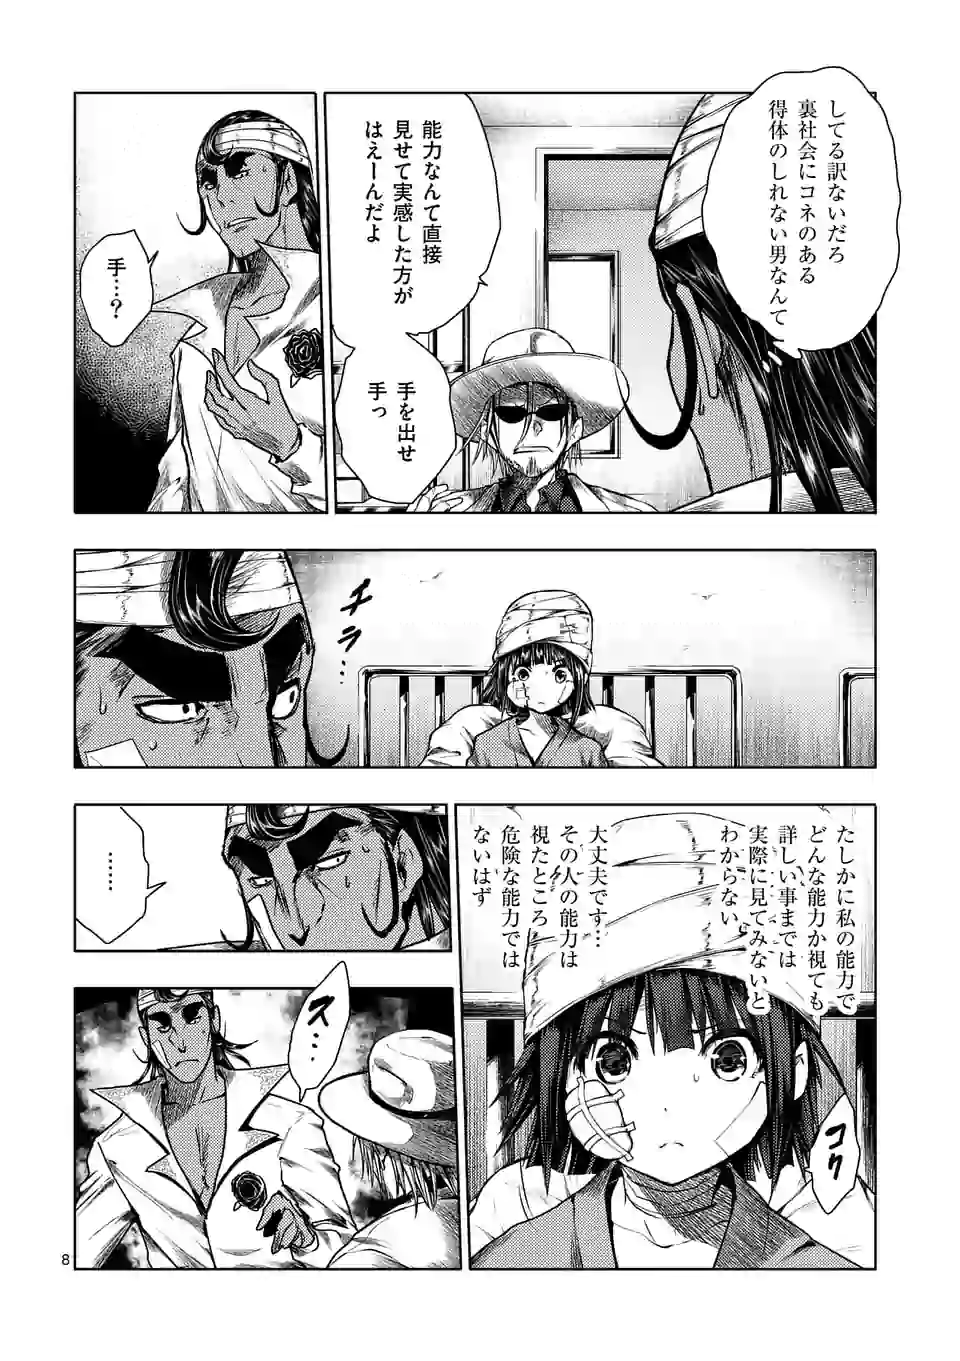 してる訳ないだろ
裏社会にコネのある
得体のしれない男なんて
能力なんて直接
見せて実感した方が
はえーんだよ
手を出せ
手っ
手…?
チラ
たしかに私の能力で
どんな能力か視ても
詳しい事までは
実際に見てみないと
わからない
大丈夫です…
その人の能力は
視たところ
危険な能力では
ないはず
コク
……
ス…
8